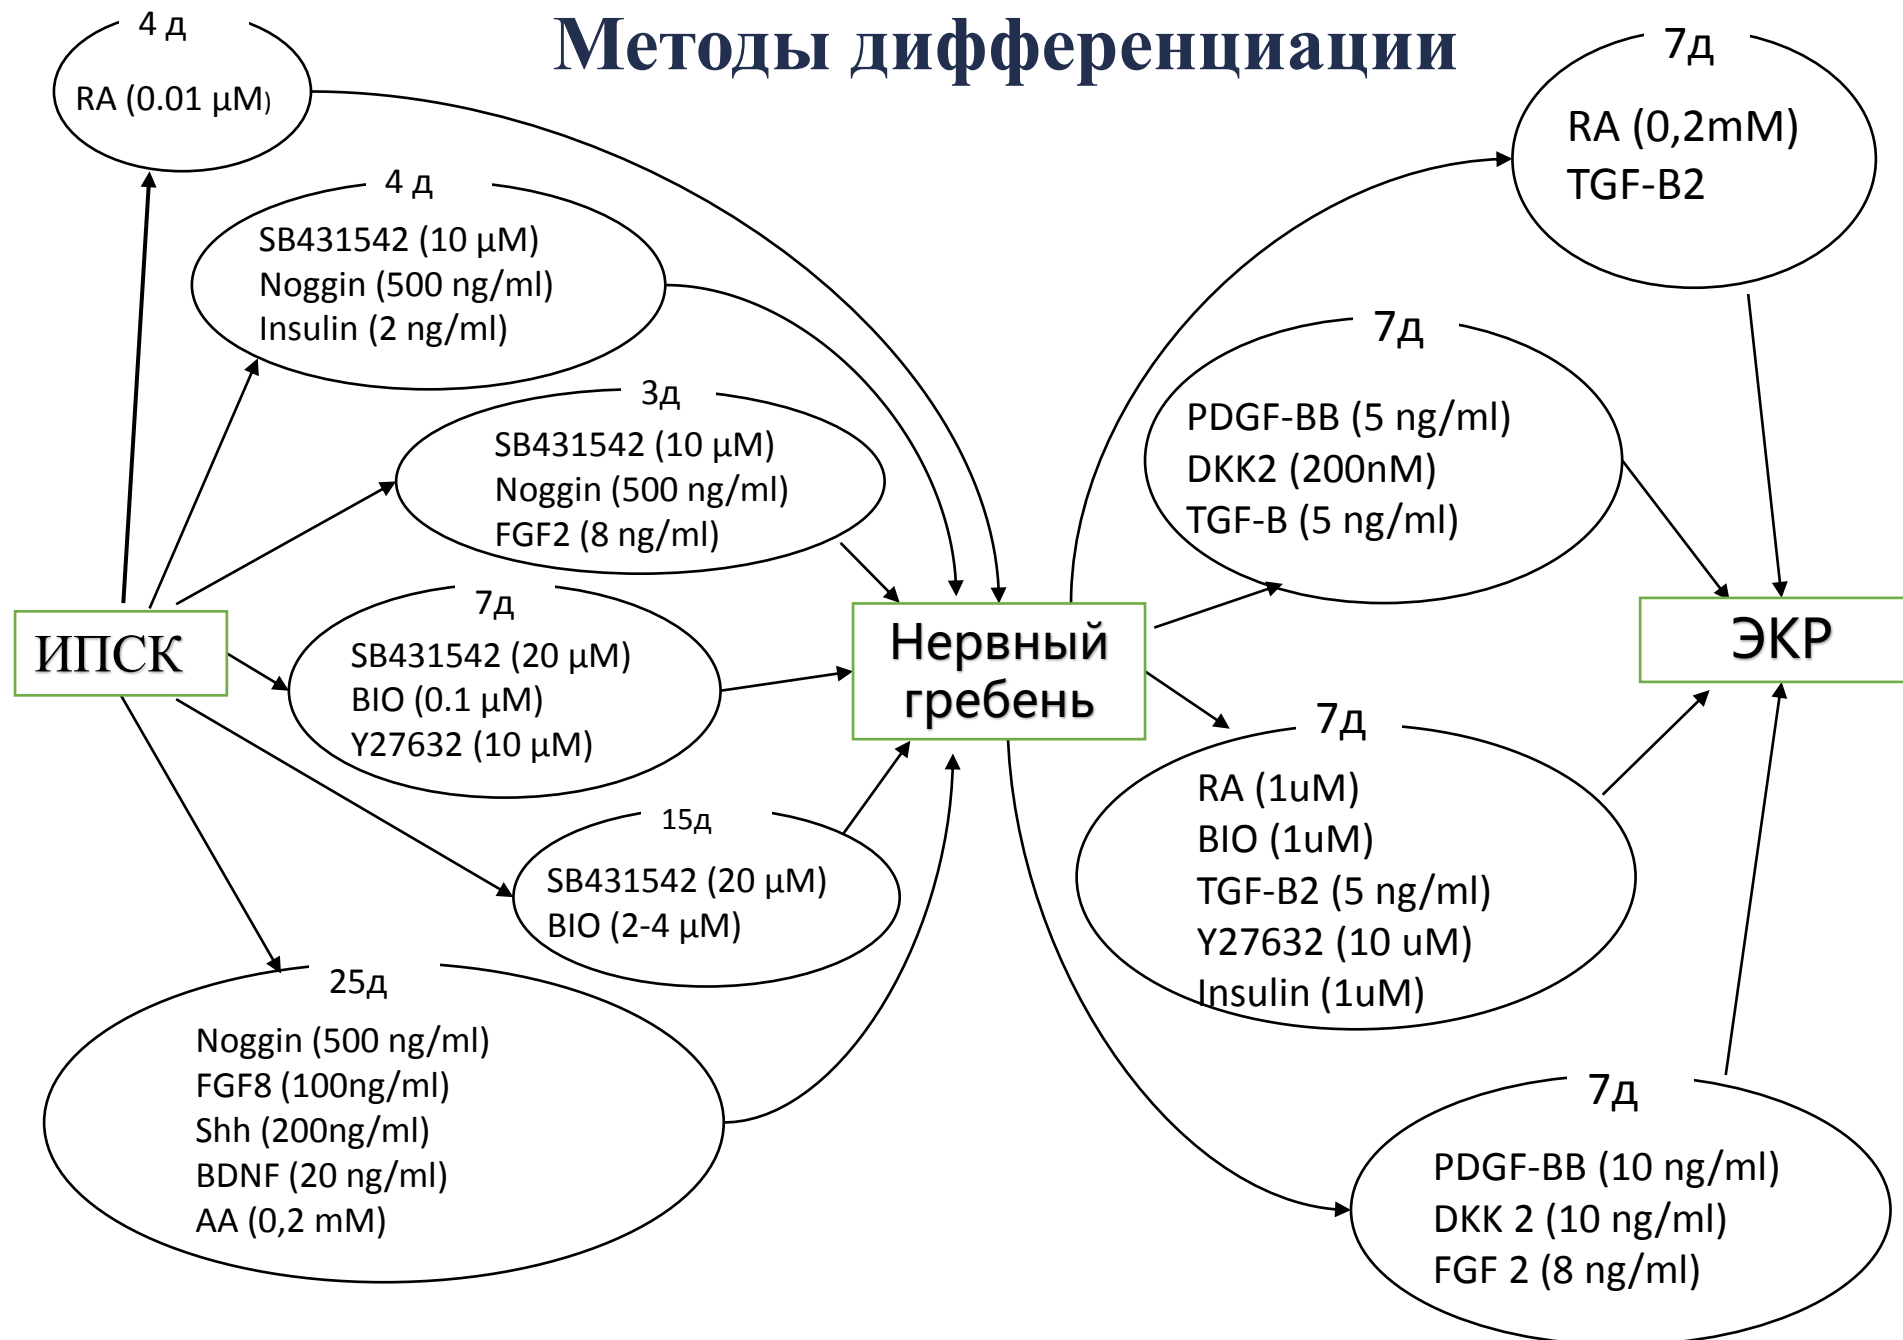 Методы дифференциации
4 д
RA (0.01 µM)
4 д
SB431542 (10 µM)
Noggin (500 ng/ml)
Insulin (2 ng/ml)
3д
SB431542 (10 µM)
Noggin (500 ng/ml)
FGF2 (8 ng/ml)
ИПСК
7д
SB431542 (20 µM)
BIO (0.1 µM)
Y27632 (10 µM)
15д
SB431542 (20 µM)
BIO (2-4 µM)
25д
Noggin (500 ng/ml)
FGF8 (100ng/ml)
Shh (200ng/ml)
BDNF (20 ng/ml)
AA (0,2 mM)
Нервный
гребень
7д
RA (0,2mM)
TGF-B2
7д
PDGF-BB (5 ng/ml)
DKK2 (200nM)
TGF-B (5 ng/ml)
7д
RA (1uM)
BIO (1uM)
TGF-B2 (5 ng/ml)
Y27632 (10 uM)
Insulin (1uM)
7д
PDGF-BB (10 ng/ml)
DKK 2 (10 ng/ml)
FGF 2 (8 ng/ml)
ЭКР